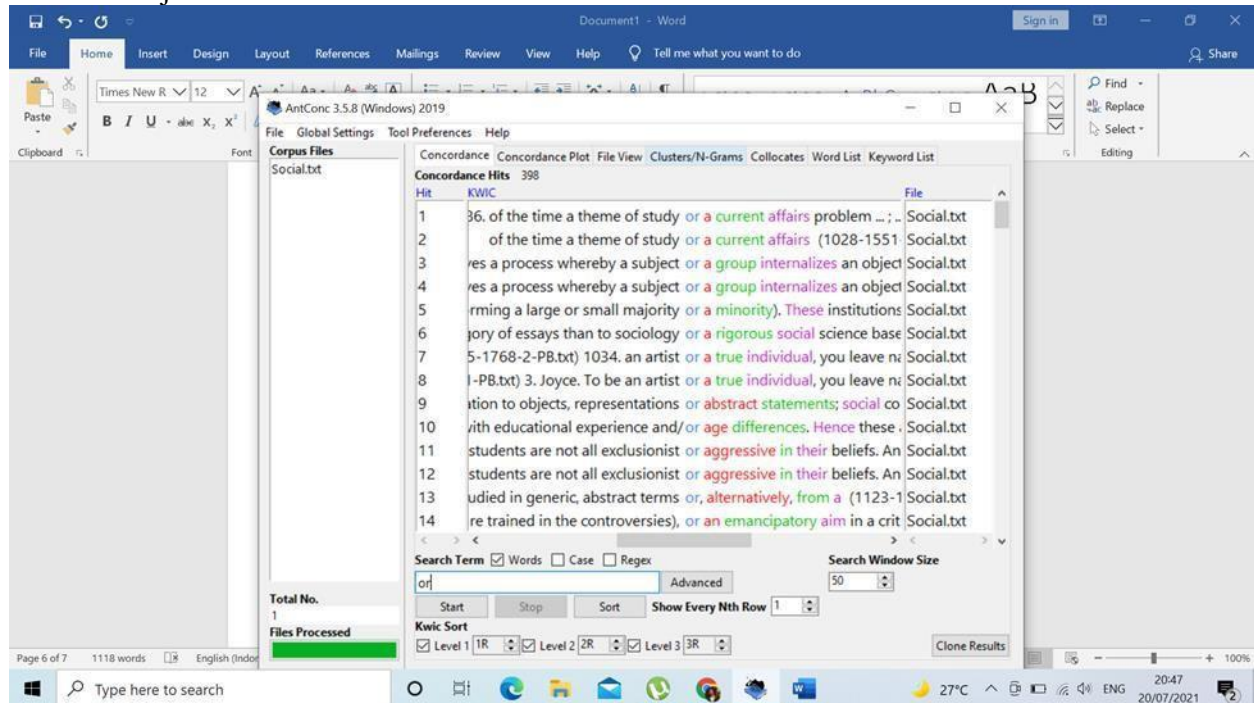 Document1 - Word
Sign in
File Home Insert Design Layout References Mailings Review View Help Tell me what you want to do Share
Paste
Times New R 12
B I U abc X₂ X²
Find
Replace
Select
Clipboard Font Editing
AntConc 3.5.8 (Windows) 2019
File Global Settings Tool Preferences Help
Corpus Files
Social.txt
Concordance Concordance Plot File View Clusters/N-Grams Collocates Word List Keyword List
Concordance Hits 398
Hit KWIC File
1 36. of the time a theme of study or a current affairs problem ... ; .. Social.txt
2 of the time a theme of study or a current affairs (1028-1551- Social.txt
3 es a process whereby a subject or a group internalizes an object Social.txt
4 es a process whereby a subject or a group internalizes an object Social.txt
5 rming a large or small majority or a minority). These institutions Social.txt
6 gory of essays than to sociology or a rigorous social science base Social.txt
7 5-1768-2-PB.txt) 1034. an artist or a true individual, you leave na Social.txt
8 -PB.txt) 3. Joyce. To be an artist or a true individual, you leave na Social.txt
9 ation to objects, representations or abstract statements; social co Social.txt
10 with educational experience and/or age differences. Hence these Social.txt
11 students are not all exclusionist or aggressive in their beliefs. An Social.txt
12 students are not all exclusionist or aggressive in their beliefs. An Social.txt
13 udied in generic, abstract terms or, alternatively, from a (1123-1 Social.txt
14 re trained in the controversies), or an emancipatory aim in a crit Social.txt
Search Term Words Case Regex Search Window Size
or Advanced 50
Total No.
1
Files Processed
Start Stop Sort Show Every Nth Row 1
Kwic Sort
Level 1 1R Level 2 2R Level 3 3R Clone Results
Page 6 of 7 1118 words English (Indor 100%
Type here to search
27°C ENG
20:47
20/07/2021
2